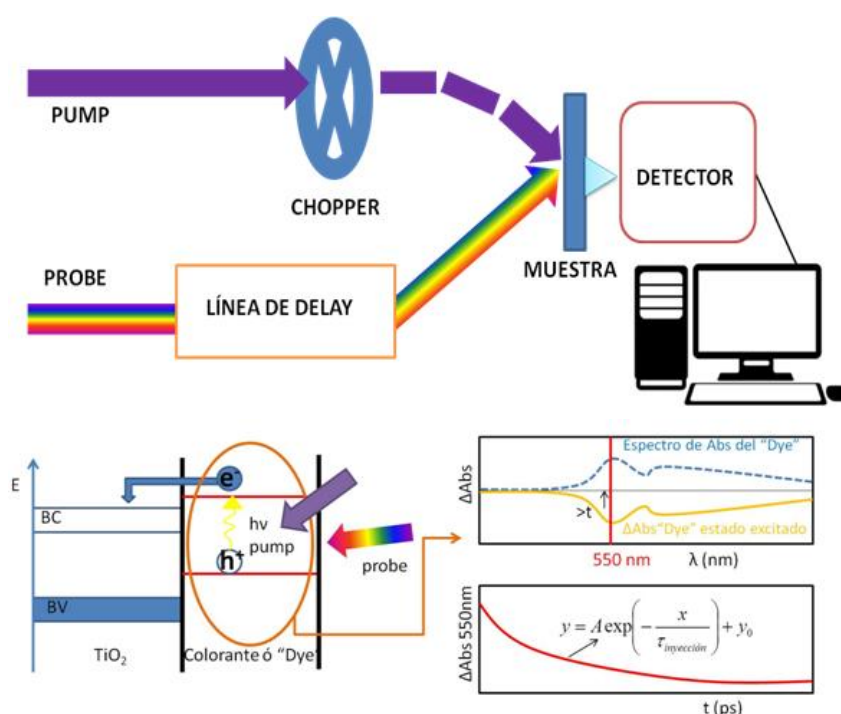 PUMP
CHOPPER
PROBE
LÍNEA DE DELAY
MUESTRA
DETECTOR
E
BC
BV
TiO₂
e⁻
hν
pump
h⁺
Colorante ó "Dye"
probe
ΔAbs
Espectro de Abs del "Dye"
>t
ΔAbs"Dye" estado excitado
550 nm
λ (nm)
ΔAbs 550nm
y = A exp(-x/τ_inyección) + y₀
t (ps)